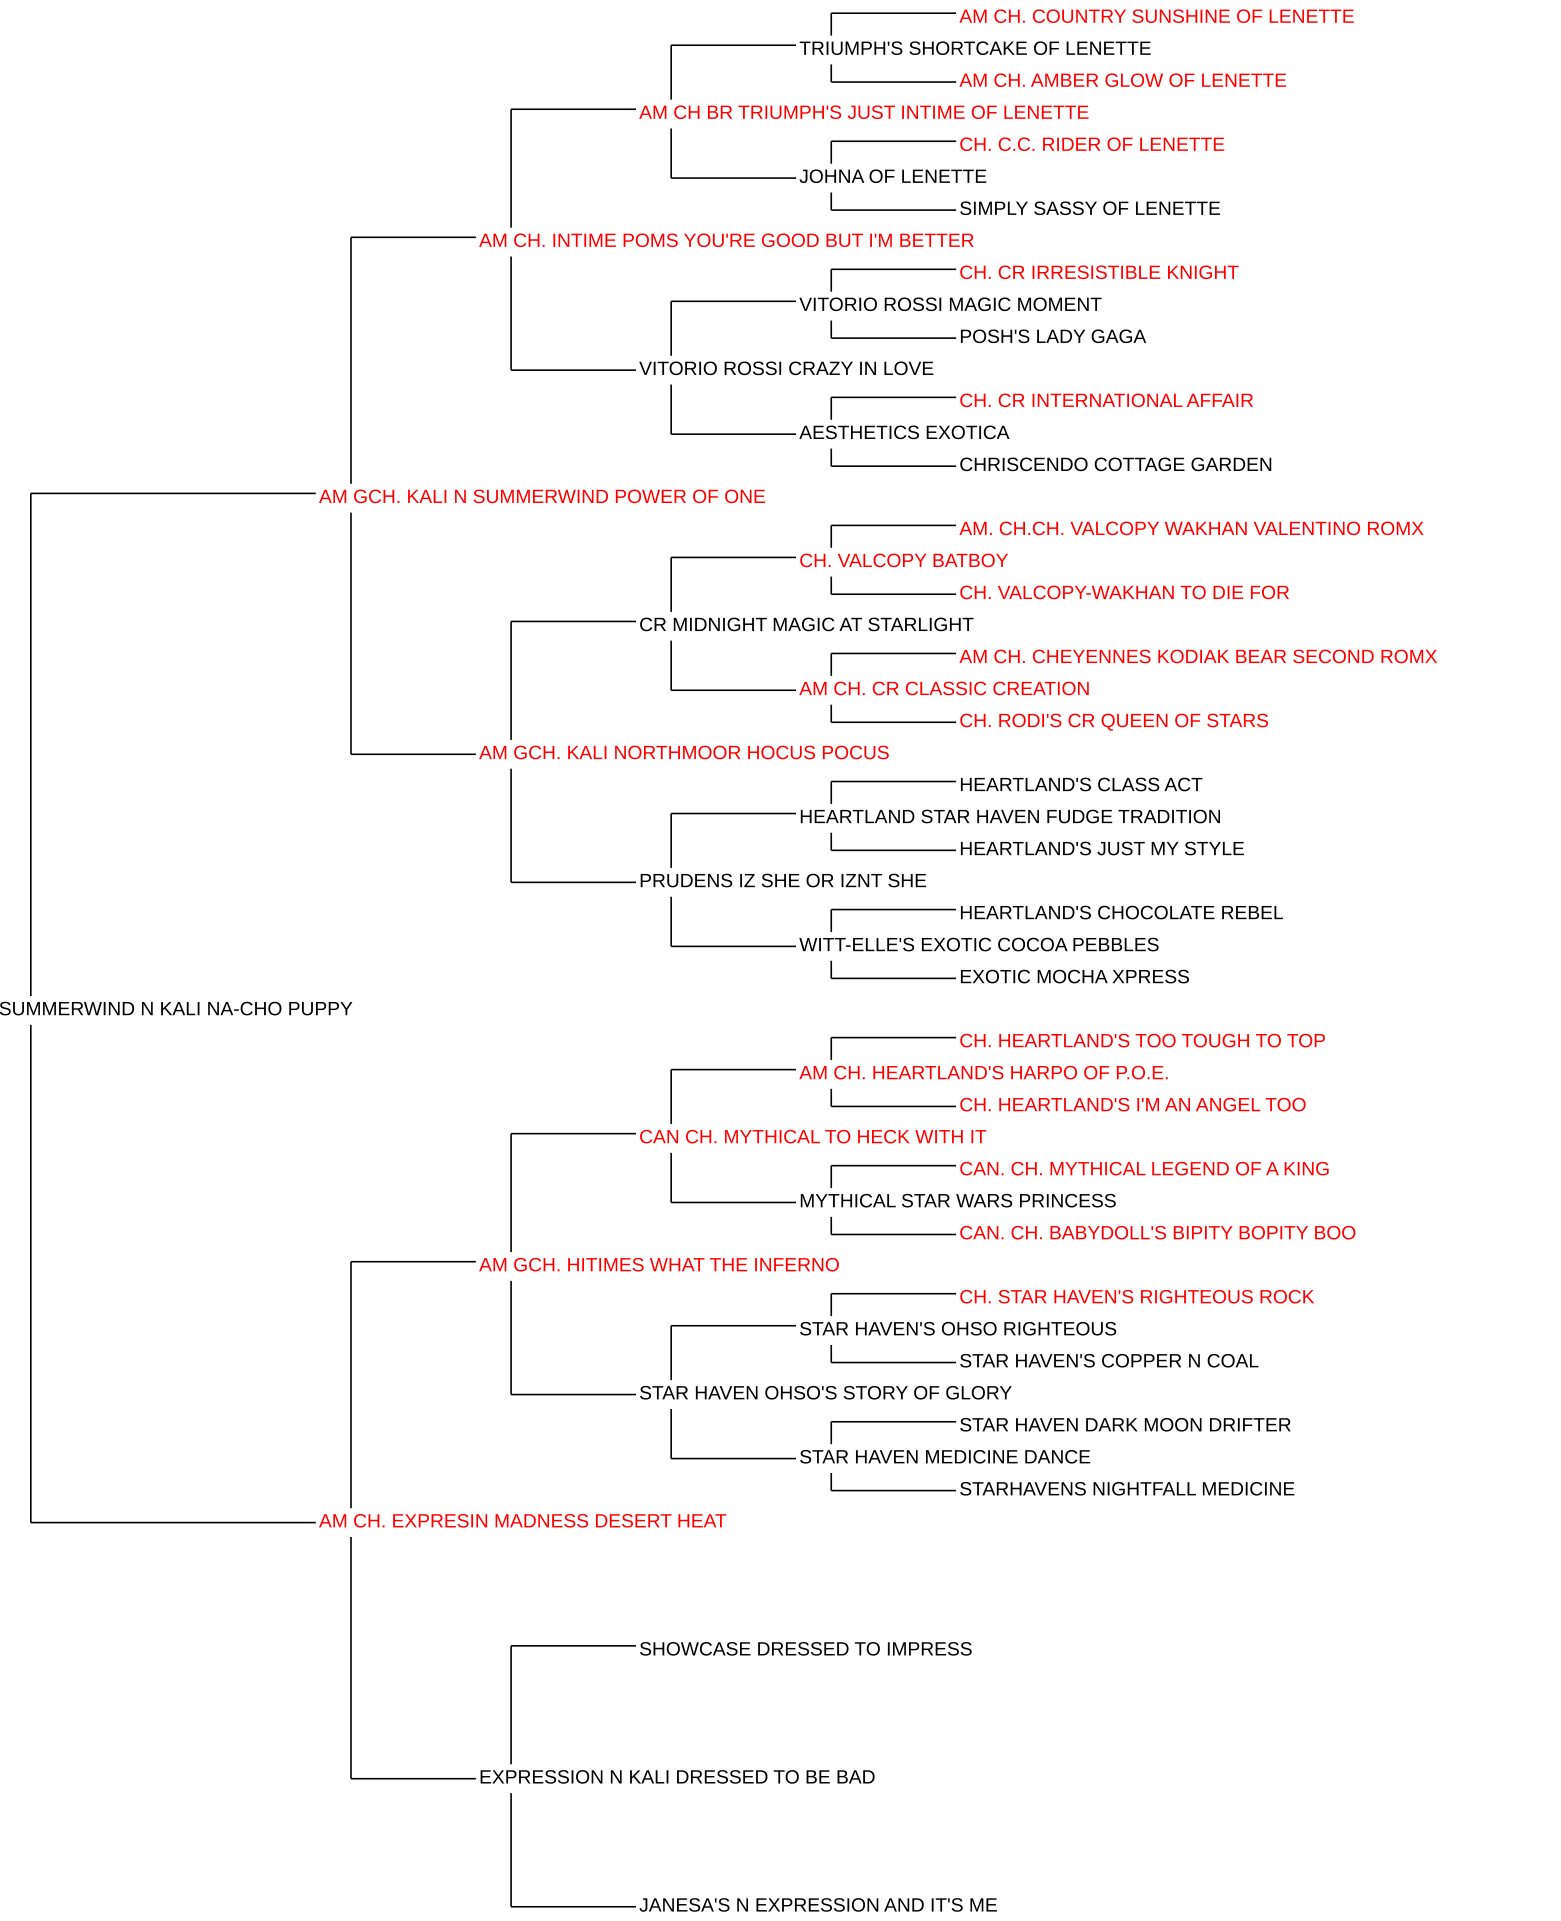 AM CH. COUNTRY SUNSHINE OF LENETTE
TRIUMPH'S SHORTCAKE OF LENETTE
AM CH. AMBER GLOW OF LENETTE
AM CH BR TRIUMPH'S JUST INTIME OF LENETTE
CH. C.C. RIDER OF LENETTE
JOHNA OF LENETTE
SIMPLY SASSY OF LENETTE
AM CH. INTIME POMS YOU'RE GOOD BUT I'M BETTER
CH. CR IRRESISTIBLE KNIGHT
VITORIO ROSSI MAGIC MOMENT
POSH'S LADY GAGA
VITORIO ROSSI CRAZY IN LOVE
CH. CR INTERNATIONAL AFFAIR
AESTHETICS EXOTICA
CHRISCENDO COTTAGE GARDEN
AM GCH. KALI N SUMMERWIND POWER OF ONE
AM. CH.CH. VALCOPY WAKHAN VALENTINO ROMX
CH. VALCOPY BATBOY
CH. VALCOPY-WAKHAN TO DIE FOR
CR MIDNIGHT MAGIC AT STARLIGHT
AM CH. CHEYENNES KODIAK BEAR SECOND ROMX
AM CH. CR CLASSIC CREATION
CH. RODI'S CR QUEEN OF STARS
AM GCH. KALI NORTHMOOR HOCUS POCUS
HEARTLAND'S CLASS ACT
HEARTLAND STAR HAVEN FUDGE TRADITION
HEARTLAND'S JUST MY STYLE
PRUDENS IZ SHE OR IZNT SHE
HEARTLAND'S CHOCOLATE REBEL
WITT-ELLE'S EXOTIC COCOA PEBBLES
EXOTIC MOCHA XPRESS
SUMMERWIND N KALI NA-CHO PUPPY
CH. HEARTLAND'S TOO TOUGH TO TOP
AM CH. HEARTLAND'S HARPO OF P.O.E.
CH. HEARTLAND'S I'M AN ANGEL TOO
CAN CH. MYTHICAL TO HECK WITH IT
CAN. CH. MYTHICAL LEGEND OF A KING
MYTHICAL STAR WARS PRINCESS
CAN. CH. BABYDOLL'S BIPITY BOPITY BOO
AM GCH. HITIMES WHAT THE INFERNO
CH. STAR HAVEN'S RIGHTEOUS ROCK
STAR HAVEN'S OHSO RIGHTEOUS
STAR HAVEN'S COPPER N COAL
STAR HAVEN OHSO'S STORY OF GLORY
STAR HAVEN DARK MOON DRIFTER
STAR HAVEN MEDICINE DANCE
STARHAVENS NIGHTFALL MEDICINE
AM CH. EXPRESIN MADNESS DESERT HEAT
SHOWCASE DRESSED TO IMPRESS
EXPRESSION N KALI DRESSED TO BE BAD
JANESA'S N EXPRESSION AND IT'S ME